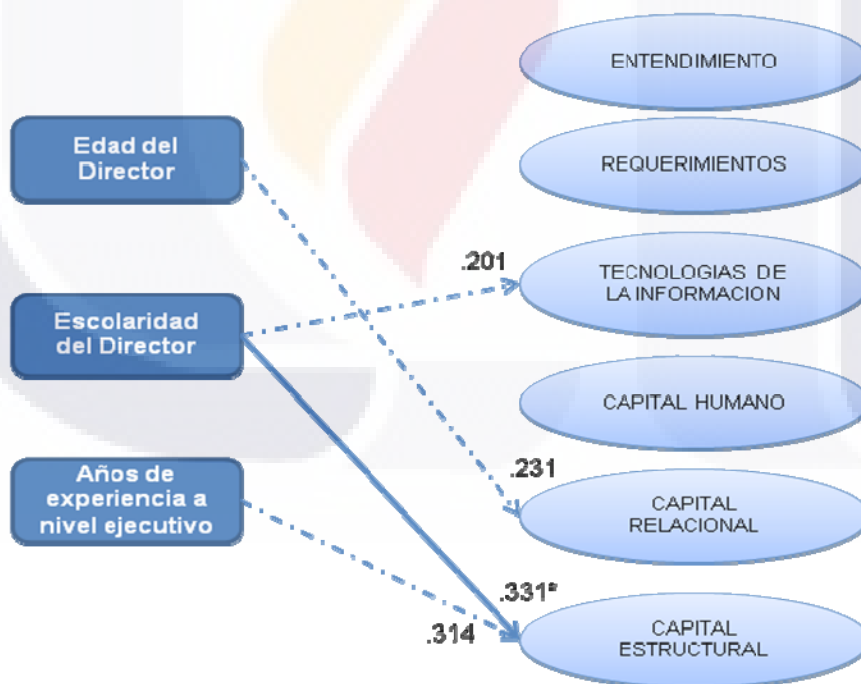 ENTENDIMIENTO
Edad del
Director
REQUERIMIENTOS
.201
TECNOLOGIAS DE
LA INFORMACION
Escolaridad
del Director
CAPITAL HUMANO
Años de
experiencia a
nivel ejecutivo
.231
CAPITAL
RELACIONAL
.331*
.314
CAPITAL
ESTRUCTURAL